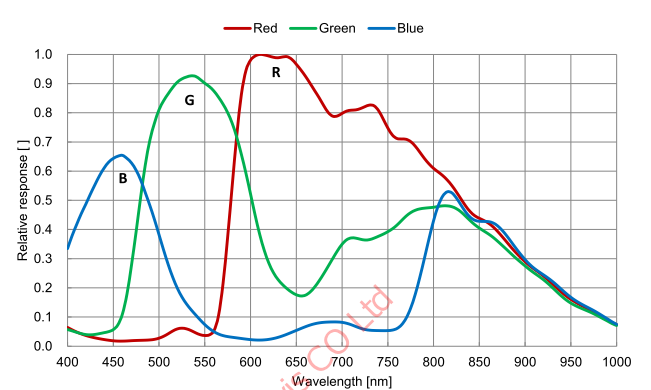 Red Green Blue
1.0
0.9
0.8
0.7
0.6
0.5
0.4
0.3
0.2
0.1
0.0
Relative response [ ]
R
G
B
400 450 500 550 600 650 700 750 800 850 900 950 1000
Wavelength [nm]
CO Ltd